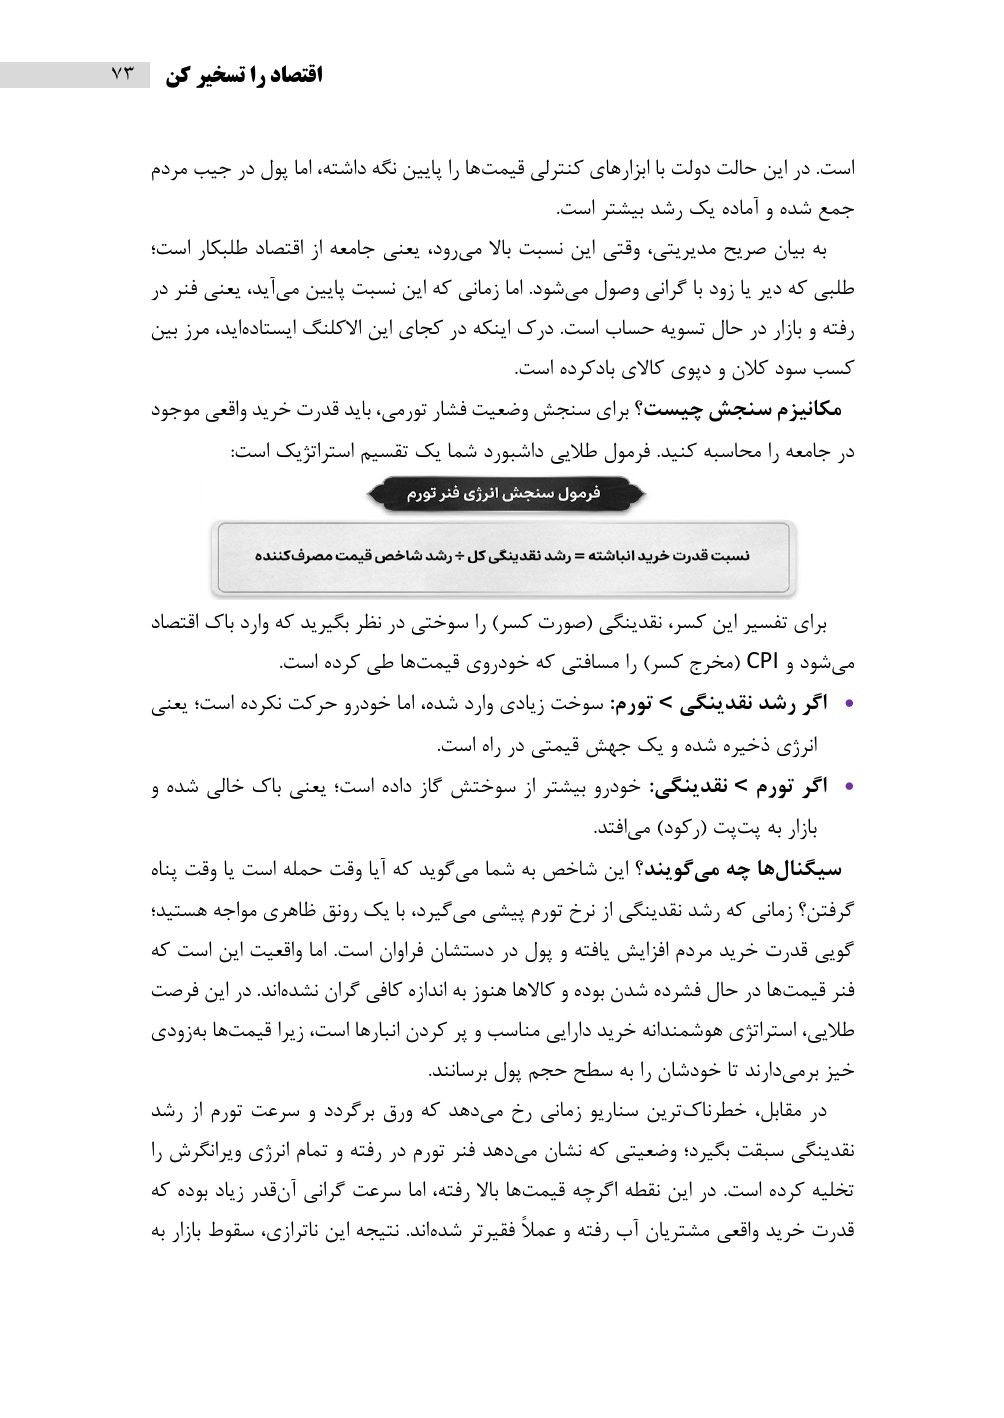 اقتصاد را تسخیر کن ۷۳
است. در این حالت دولت با ابزارهای کنترلی قیمت‌ها را پایین نگه داشته، اما پول در جیب مردم
جمع شده و آماده یک رشد بیشتر است.
به بیان صریح مدیریتی، وقتی این نسبت بالا می‌رود، یعنی جامعه از اقتصاد طلبکار است؛
طلبی که دیر یا زود با گرانی وصول می‌شود. اما زمانی که این نسبت پایین می‌آید، یعنی فنر در
رفته و بازار در حال تسویه حساب است. درک اینکه در کجای این الاکلنگ ایستاده‌اید، مرز بین
کسب سود کلان و دپوی کالای بادکرده است.
مکانیزم سنجش چیست؟ برای سنجش وضعیت فشار تورمی، باید قدرت خرید واقعی موجود
در جامعه را محاسبه کنید. فرمول طلایی داشبورد شما یک تقسیم استراتژیک است:
فرمول سنجش انرژی فنر تورم
نسبت قدرت خرید انباشته = رشد نقدینگی کل ÷ رشد شاخص قیمت مصرف‌کننده
برای تفسیر این کسر، نقدینگی (صورت کسر) را سوختی در نظر بگیرید که وارد باک اقتصاد
می‌شود و CPI (مخرج کسر) را مسافتی که خودروی قیمت‌ها طی کرده است.
• اگر رشد نقدینگی > تورم: سوخت زیادی وارد شده، اما خودرو حرکت نکرده است؛ یعنی
انرژی ذخیره شده و یک جهش قیمتی در راه است.
• اگر تورم > نقدینگی: خودرو بیشتر از سوختش گاز داده است؛ یعنی باک خالی شده و
بازار به پت‌پت (رکود) می‌افتد.
سیگنال‌ها چه می‌گویند؟ این شاخص به شما می‌گوید که آیا وقت حمله است یا وقت پناه
گرفتن؟ زمانی که رشد نقدینگی از نرخ تورم پیشی می‌گیرد، با یک رونق ظاهری مواجه هستید؛
گویی قدرت خرید مردم افزایش یافته و پول در دستشان فراوان است. اما واقعیت این است که
فنر قیمت‌ها در حال فشرده شدن بوده و کالاها هنوز به اندازه کافی گران نشده‌اند. در این فرصت
طلایی، استراتژی هوشمندانه خرید دارایی مناسب و پر کردن انبارها است، زیرا قیمت‌ها به‌زودی
خیز برمی‌دارند تا خودشان را به سطح حجم پول برسانند.
در مقابل، خطرناک‌ترین سناریو زمانی رخ می‌دهد که ورق برگردد و سرعت تورم از رشد
نقدینگی سبقت بگیرد؛ وضعیتی که نشان می‌دهد فنر تورم در رفته و تمام انرژی ویرانگرش را
تخلیه کرده است. در این نقطه اگرچه قیمت‌ها بالا رفته، اما سرعت گرانی آن‌قدر زیاد بوده که
قدرت خرید واقعی مشتریان آب رفته و عملاً فقیرتر شده‌اند. نتیجه این ناترازی، سقوط بازار به